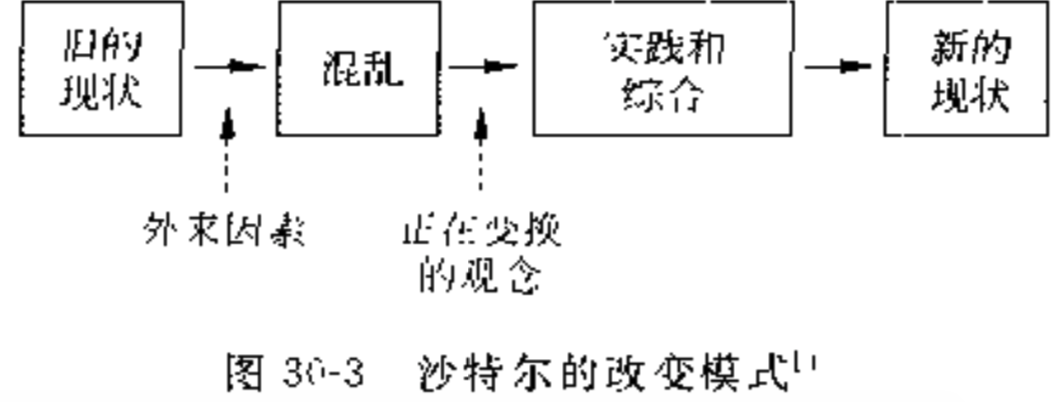 旧的
现状
混乱
实践和
综合
新的
现状
外来因素
正在变换
的观念
图 30-3 沙特尔的改变模式